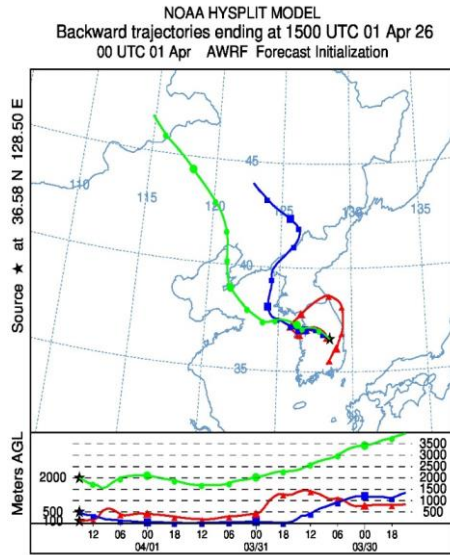 NOAA HYSPLIT MODEL
Backward trajectories ending at 1500 UTC 01 Apr 26
00 UTC 01 Apr AWRF Forecast Initialization
Source ★ at 36.58 N 128.50 E
110
115
120
125
130
135
45
40
35
Meters AGL
2000
500
100
3500
3000
2500
2000
1500
1000
500
12 06 00 18 12 06 00 18 12 06 00 18
04/01 03/31 03/30